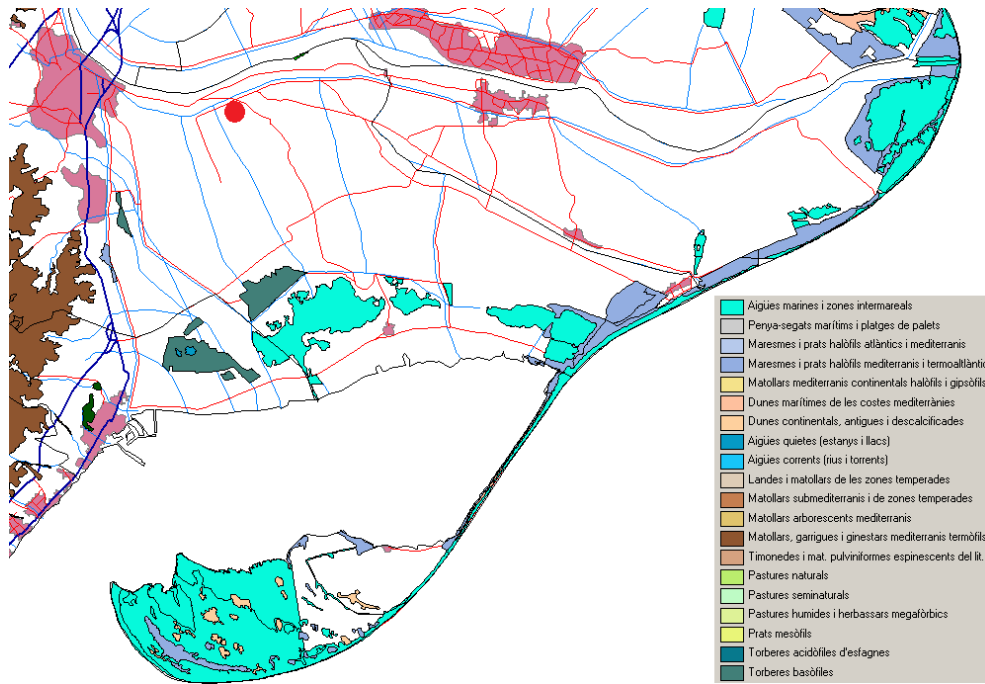 Aigües marines i zones intermareals
Penya-segats marítims i platges de palets
Maresmes i prats halòfils atlàntics i mediterranis
Maresmes i prats halòfils mediterranis i termoatlàntic
Matollars mediterranis continentals halòfils i gipsòfils
Dunes marítimes de les costes mediterrànies
Dunes continentals, antigues i descalcificades
Aigües quietes (estanys i llacs)
Aigües corrents (rius i torrents)
Landes i matollars de les zones temperades
Matollars submediterranis i de zones temperades
Matollars arborescents mediterranis
Matollars, garrigues i ginestars mediterranis termòfils
Timonedes i mat. pulviniformes espinescents del lit.
Pastures naturals
Pastures seminaturals
Pastures humides i herbassars megafòrbics
Prats mesòfils
Torberes acidòfiles d'esfagnes
Torberes basòfiles